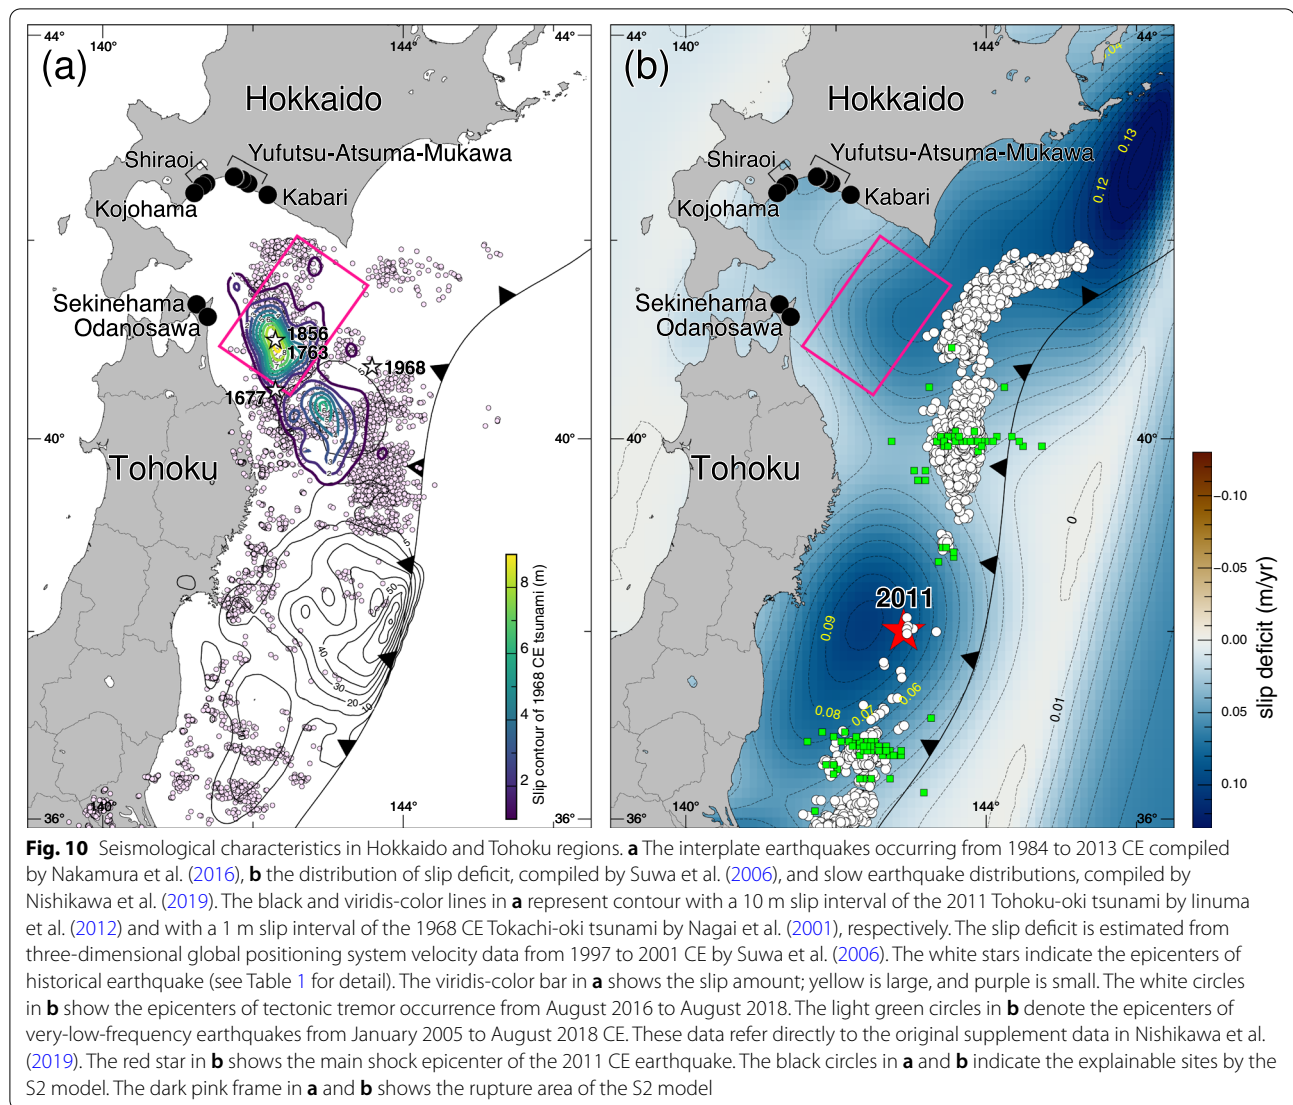 (a)
44°
140°
144°
Hokkaido
Shiraoi
Yufutsu-Atsuma-Mukawa
Kojohama
Kabari
Sekinehama
Odanosawa
1856
1763
1968
1677
40°
Tohoku
50
40
30
20
10
140°
144°
36°
8
6
4
2
Slip contour of 1968 CE tsunami (m)
(b)
44°
140°
144°
0.04
Hokkaido
0.13
0.12
Shiraoi
Yufutsu-Atsuma-Mukawa
Kojohama
Kabari
Sekinehama
Odanosawa
40°
Tohoku
0
2011
0.09
0.08
0.07
0.06
0.01
140°
144°
36°
−0.10
−0.05
0.00
0.05
0.10
slip deficit (m/yr)
Fig. 10 Seismological characteristics in Hokkaido and Tohoku regions. a The interplate earthquakes occurring from 1984 to 2013 CE compiled
by Nakamura et al. (2016), b the distribution of slip deficit, compiled by Suwa et al. (2006), and slow earthquake distributions, compiled by
Nishikawa et al. (2019). The black and viridis-color lines in a represent contour with a 10 m slip interval of the 2011 Tohoku-oki tsunami by Iinuma
et al. (2012) and with a 1 m slip interval of the 1968 CE Tokachi-oki tsunami by Nagai et al. (2001), respectively. The slip deficit is estimated from
three-dimensional global positioning system velocity data from 1997 to 2001 CE by Suwa et al. (2006). The white stars indicate the epicenters of
historical earthquake (see Table 1 for detail). The viridis-color bar in a shows the slip amount; yellow is large, and purple is small. The white circles
in b show the epicenters of tectonic tremor occurrence from August 2016 to August 2018. The light green circles in b denote the epicenters of
very-low-frequency earthquakes from January 2005 to August 2018 CE. These data refer directly to the original supplement data in Nishikawa et al.
(2019). The red star in b shows the main shock epicenter of the 2011 CE earthquake. The black circles in a and b indicate the explainable sites by the
S2 model. The dark pink frame in a and b shows the rupture area of the S2 model